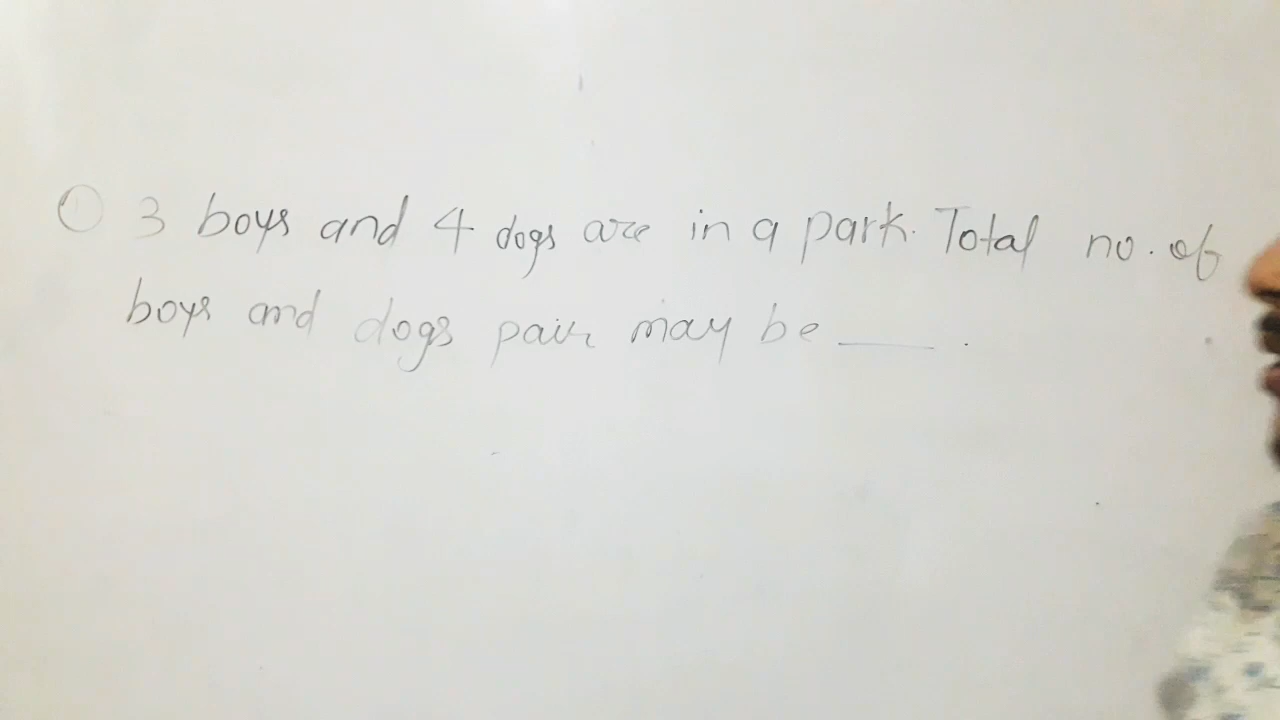 ① 3 boys and 4 dogs are in a park. Total no. of
boys and dogs pair may be ____ .